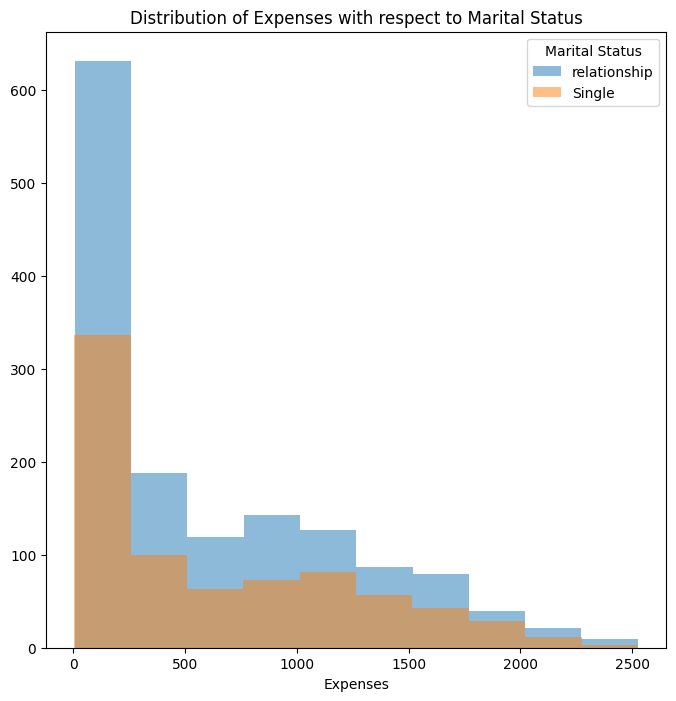 Distribution of Expenses with respect to Marital Status
Marital Status
relationship
Single
600
500
400
300
200
100
0
0 500 1000 1500 2000 2500
Expenses